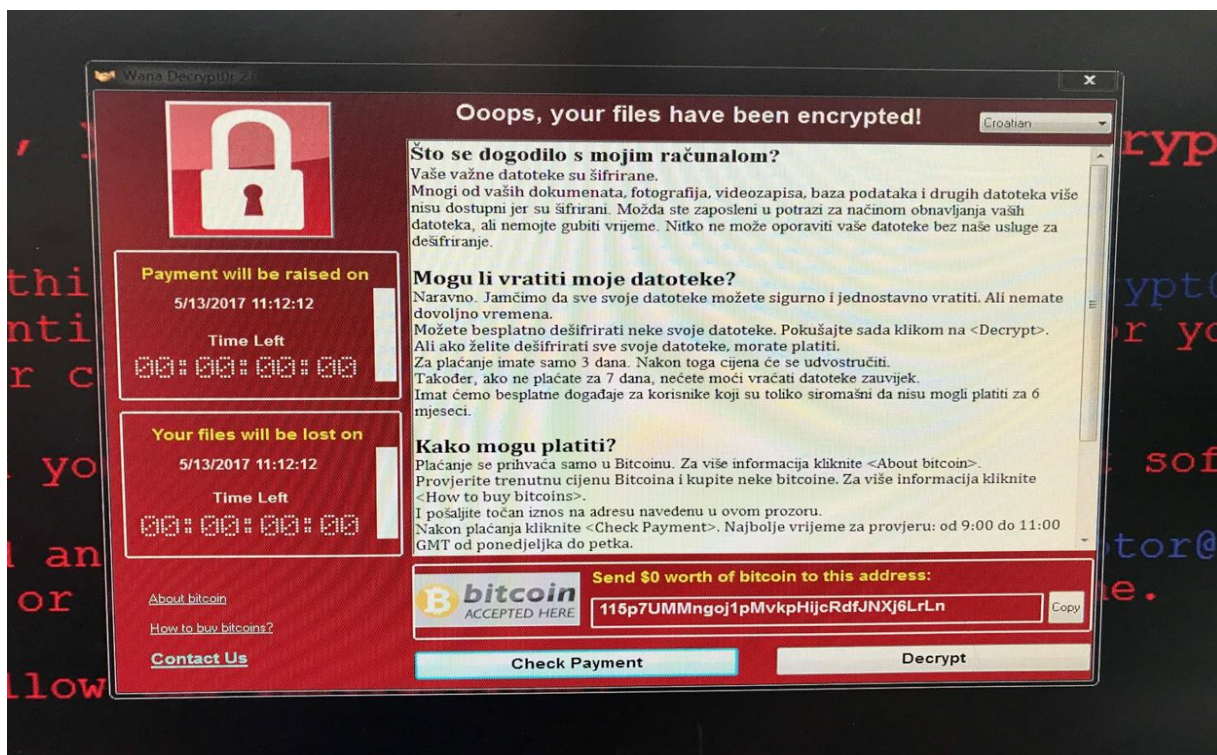 Wana Decrypt0r 2.0
Ooops, your files have been encrypted!
Croatian
Payment will be raised on
5/13/2017 11:12:12
Time Left
00:00:00:00
Your files will be lost on
5/13/2017 11:12:12
Time Left
00:00:00:00
About bitcoin
How to buy bitcoins?
Contact Us
Što se dogodilo s mojim računalom?
Vaše važne datoteke su šifrirane.
Mnogi od vaših dokumenata, fotografija, videozapisa, baza podataka i drugih datoteka više
nisu dostupni jer su šifrirani. Možda ste zaposleni u potrazi za načinom obnavljanja vaših
datoteka, ali nemojte gubiti vrijeme. Nitko ne može oporaviti vaše datoteke bez naše usluge za
dešifriranje.
Mogu li vratiti moje datoteke?
Naravno. Jamčimo da sve svoje datoteke možete sigurno i jednostavno vratiti. Ali nemate
dovoljno vremena.
Možete besplatno dešifrirati neke svoje datoteke. Pokušajte sada klikom na <Decrypt>.
Ali ako želite dešifrirati sve svoje datoteke, morate platiti.
Za plaćanje imate samo 3 dana. Nakon toga cijena će se udvostručiti.
Također, ako ne plaćate za 7 dana, nećete moći vraćati datoteke zauvijek.
Imat ćemo besplatne događaje za korisnike koji su toliko siromašni da nisu mogli platiti za 6
mjeseci.
Kako mogu platiti?
Plaćanje se prihvaća samo u Bitcoinu. Za više informacija kliknite <About bitcoin>.
Provjerite trenutnu cijenu Bitcoina i kupite neke bitcoine. Za više informacija kliknite
<How to buy bitcoins>.
I pošaljite točan iznos na adresu navedenu u ovom prozoru.
Nakon plaćanja kliknite <Check Payment>. Najbolje vrijeme za provjeru: od 9:00 do 11:00
GMT od ponedjeljka do petka.
bitcoin
ACCEPTED HERE
Send $0 worth of bitcoin to this address:
115p7UMMngoj1pMvkpHijcRdfJNXj6LrLn
Copy
Check Payment
Decrypt